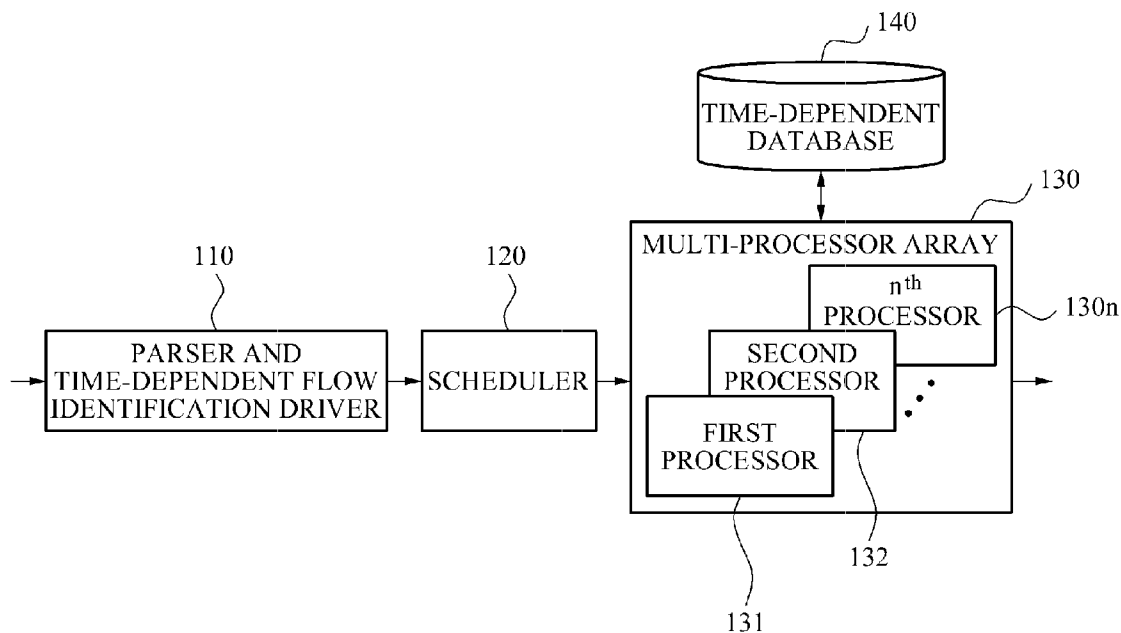 140
TIME-DEPENDENT
DATABASE
130
MULTI-PROCESSOR ARRAY
110
120
nth
PROCESSOR
130n
PARSER AND
TIME-DEPENDENT FLOW
IDENTIFICATION DRIVER
SCHEDULER
SECOND
PROCESSOR
FIRST
PROCESSOR
132
131